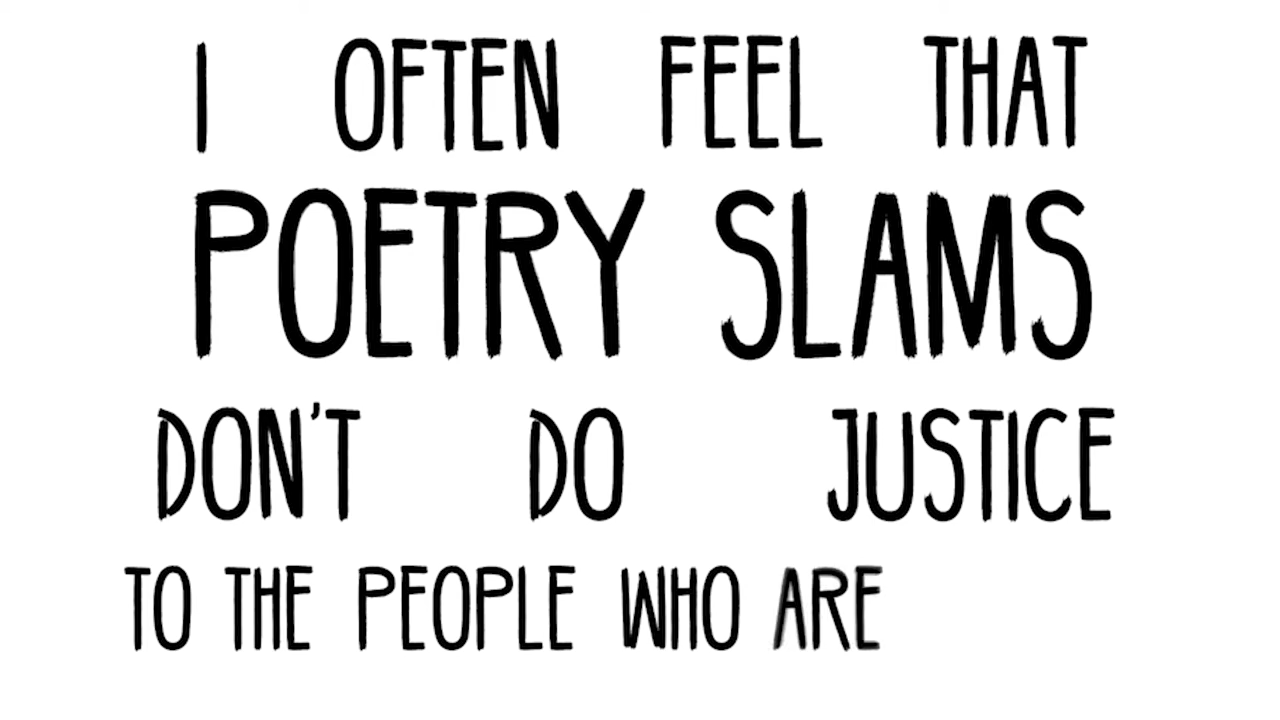 I OFTEN FEEL THAT
POETRY SLAMS
DON'T DO JUSTICE
TO THE PEOPLE WHO ARE